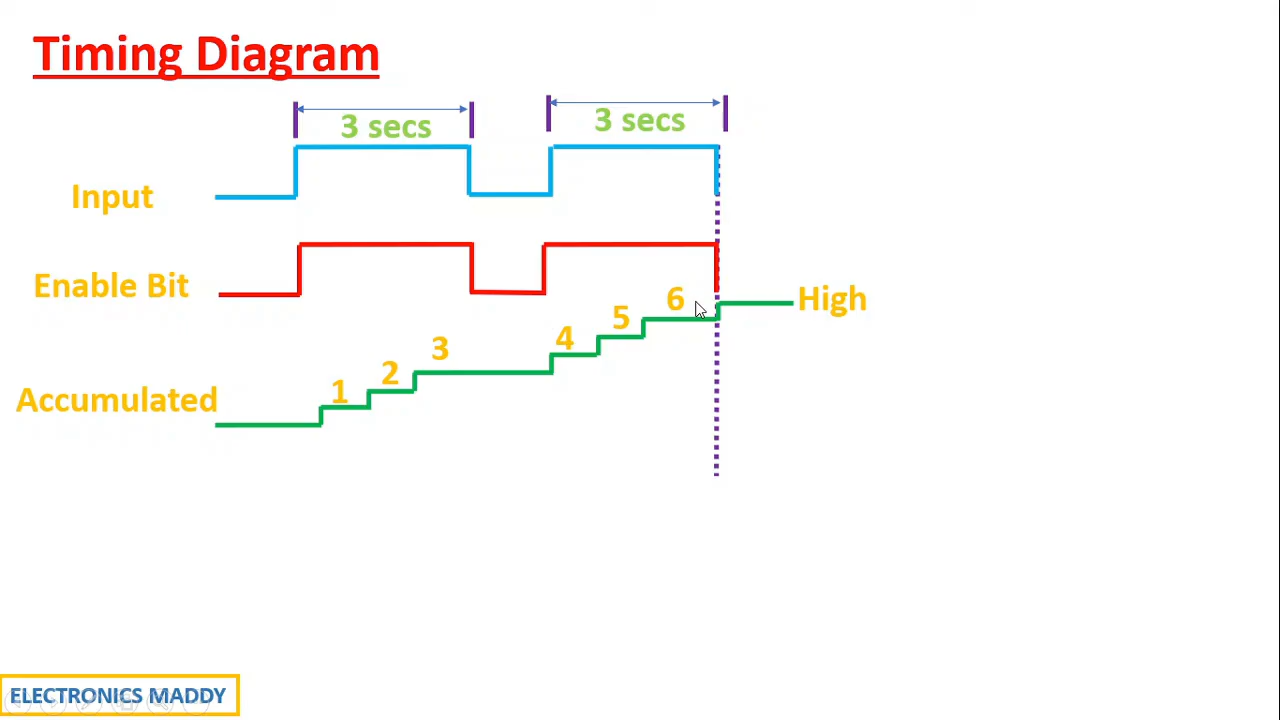 Timing Diagram
3 secs
3 secs
Input
Enable Bit
6
High
5
4
3
2
1
Accumulated
ELECTRONICS MADDY